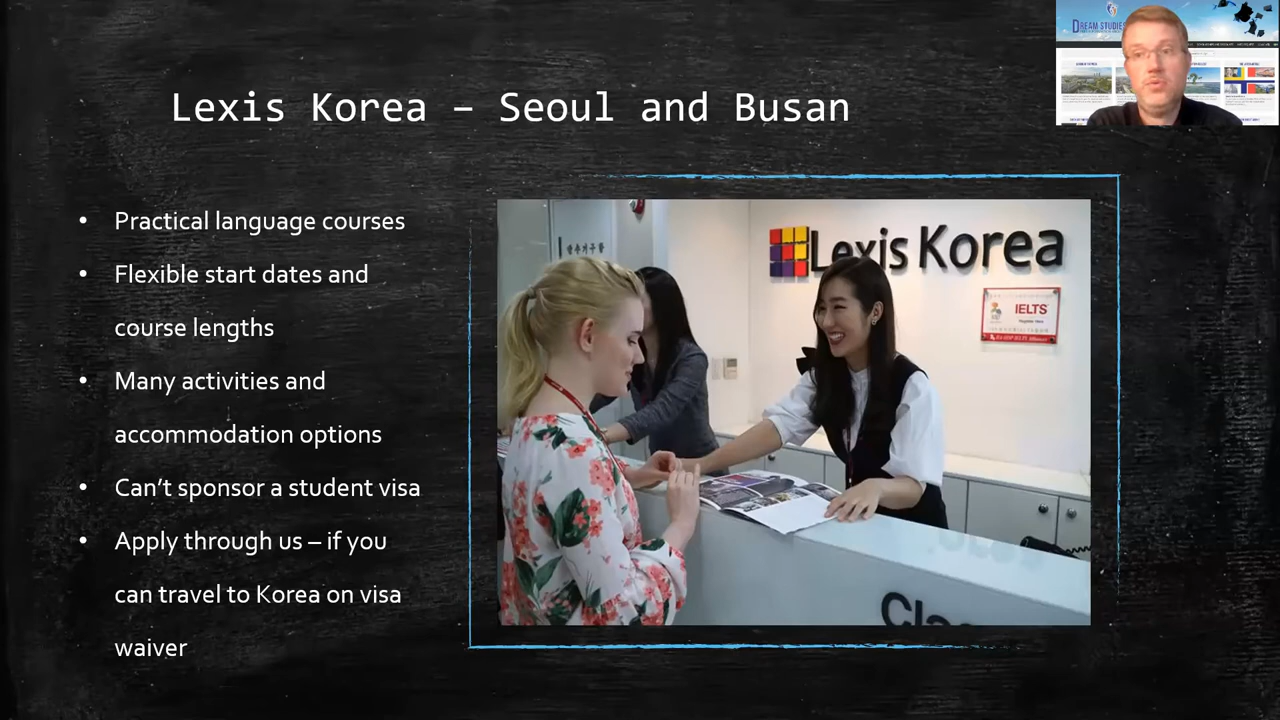 DREAM STUDIES
Lexis Korea – Seoul and Busan
• Practical language courses
• Flexible start dates and
course lengths
• Many activities and
accommodation options
• Can't sponsor a student visa
• Apply through us – if you
can travel to Korea on visa
waiver
Lexis Korea
IELTS